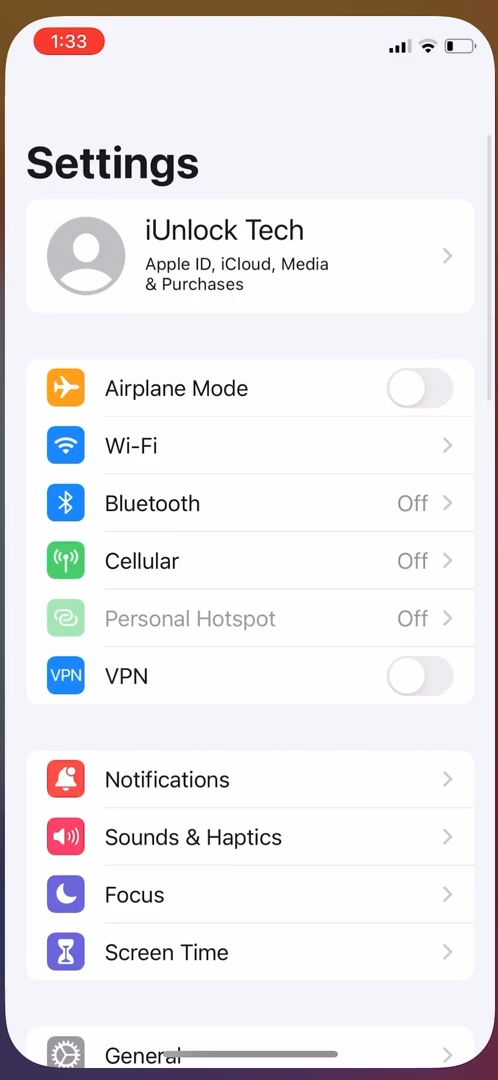 1:33
Settings
iUnlock Tech
Apple ID, iCloud, Media
& Purchases
Airplane Mode
Wi-Fi
Bluetooth Off
Cellular Off
Personal Hotspot Off
VPN VPN
Notifications
Sounds & Haptics
Focus
Screen Time
General